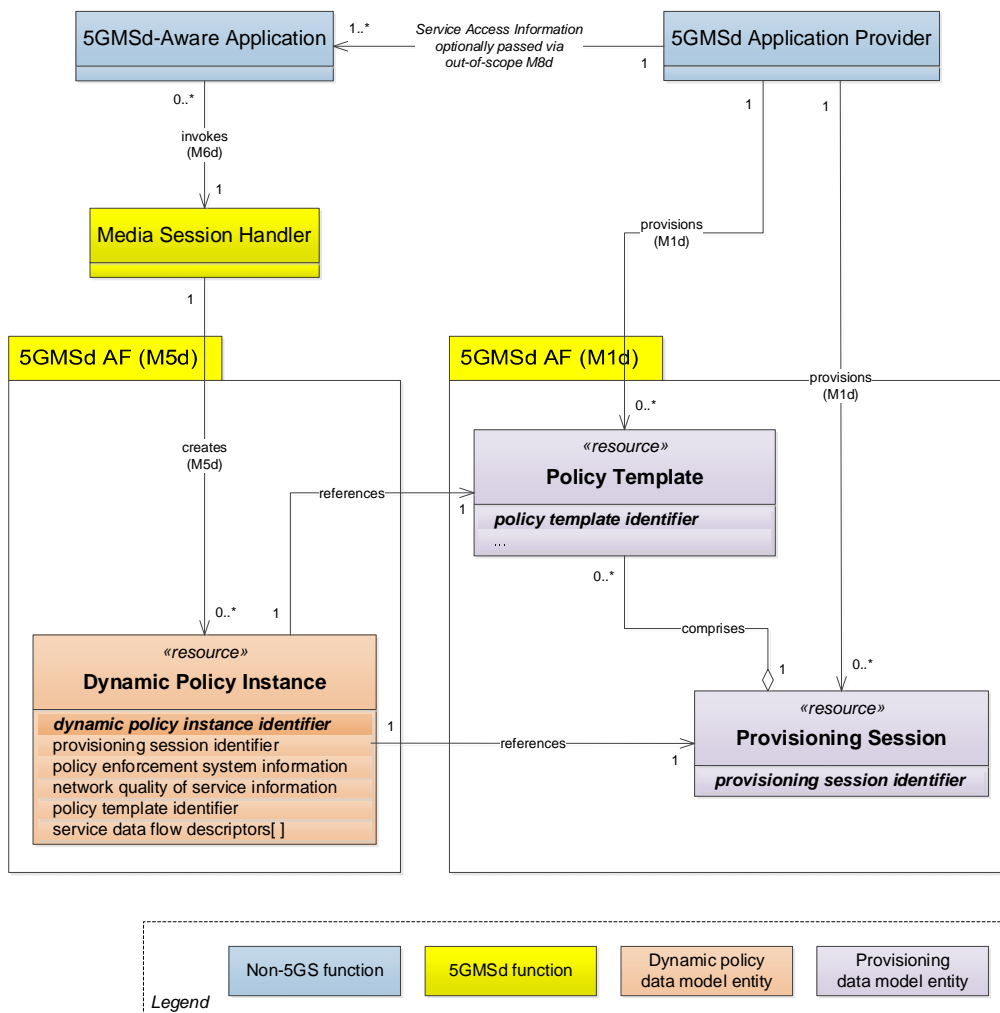 5GMSd-Aware Application
1..*
Service Access Information
optionally passed via
out-of-scope M8d
1
5GMSd Application Provider
0..*
invokes
(M6d)
1
1
1
Media Session Handler
1
provisions
(M1d)
5GMSd AF (M5d)
5GMSd AF (M1d)
provisions
(M1d)
0..*
creates
(M5d)
«resource»
Policy Template
policy template identifier
...
references
1
0..*
1
0..*
comprises
1
0..*
«resource»
Dynamic Policy Instance
dynamic policy instance identifier
provisioning session identifier
policy enforcement system information
network quality of service information
policy template identifier
service data flow descriptors[ ]
1
references
1
«resource»
Provisioning Session
provisioning session identifier
Legend
Non-5GS function
5GMSd function
Dynamic policy
data model entity
Provisioning
data model entity